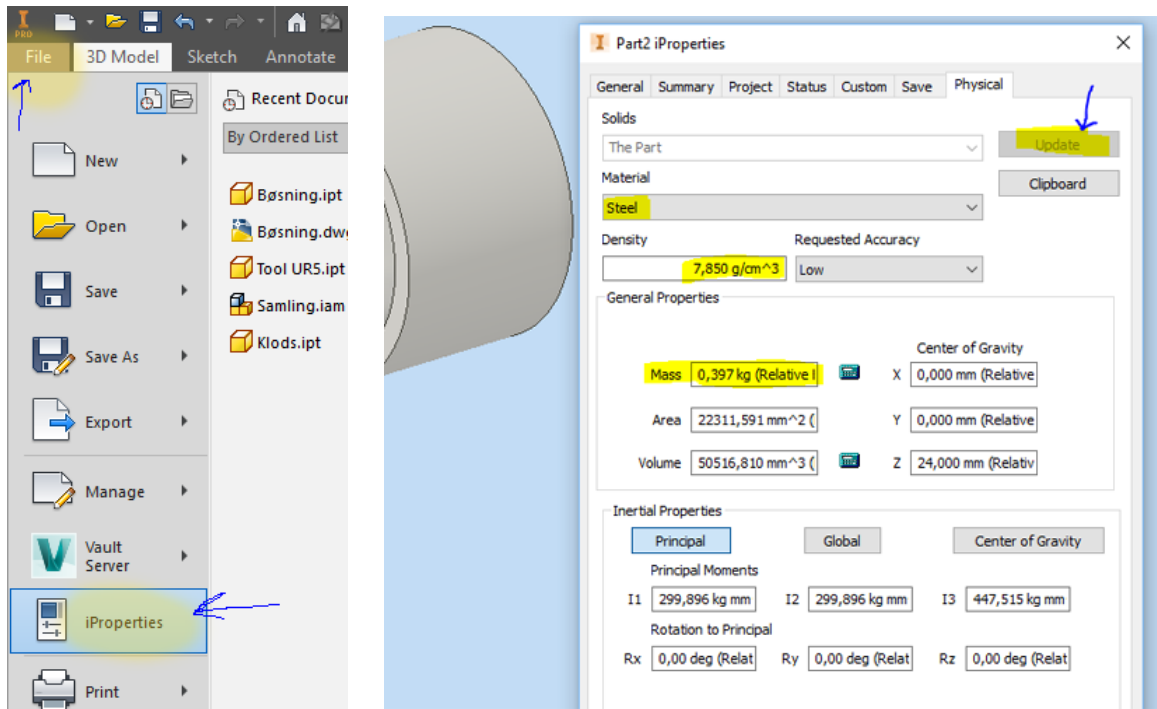 PRO
File 3D Model Sketch Annotate
Recent Docur
By Ordered List
New
Bøsning.ipt
Open
Bøsning.dw
Tool UR5.ipt
Save
Samling.iam
Klods.ipt
Save As
Export
Manage
Vault
Server
iProperties
Print
Part2 iProperties
General Summary Project Status Custom Save Physical
Solids
The Part
Update
Material
Clipboard
Steel
Density Requested Accuracy
7,850 g/cm^3 Low
General Properties
Center of Gravity
Mass 0,397 kg (Relative I X 0,000 mm (Relative
Area 22311,591 mm^2 ( Y 0,000 mm (Relative
Volume 50516,810 mm^3 ( Z 24,000 mm (Relativ
Inertial Properties
Principal Global Center of Gravity
Principal Moments
I1 299,896 kg mm I2 299,896 kg mm I3 447,515 kg mm
Rotation to Principal
Rx 0,00 deg (Relat Ry 0,00 deg (Relat Rz 0,00 deg (Relat